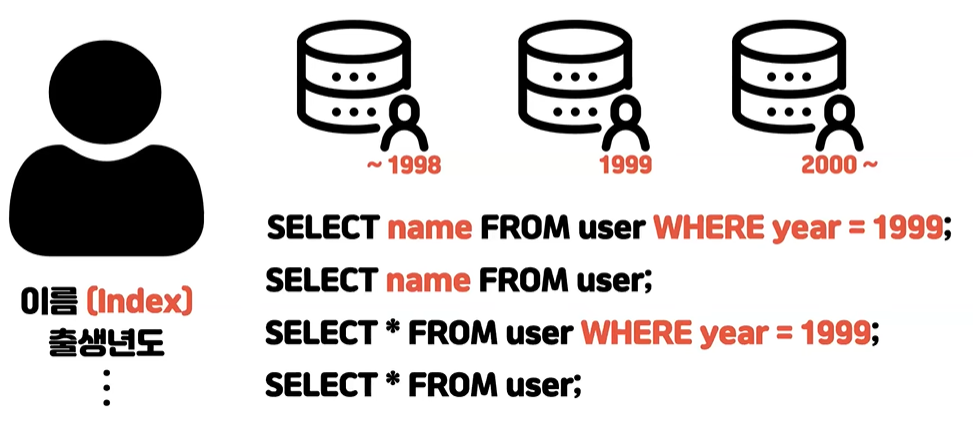 ~ 1998
1999
2000 ~
이름 (Index)
출생년도
SELECT name FROM user WHERE year = 1999;
SELECT name FROM user;
SELECT * FROM user WHERE year = 1999;
SELECT * FROM user;